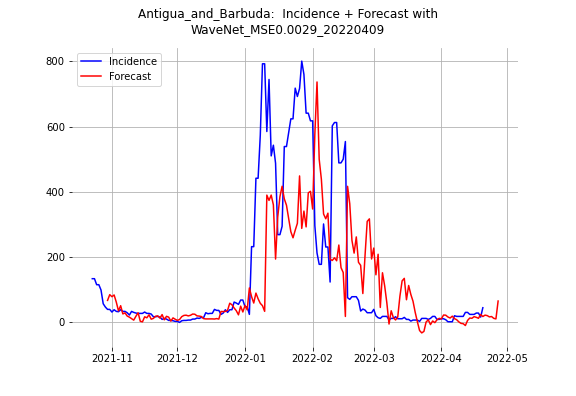 Antigua_and_Barbuda:  Incidence + Forecast with
WaveNet_MSE0.0029_20220409
Incidence
Forecast
800
600
400
200
0
2021-11 2021-12 2022-01 2022-02 2022-03 2022-04 2022-05